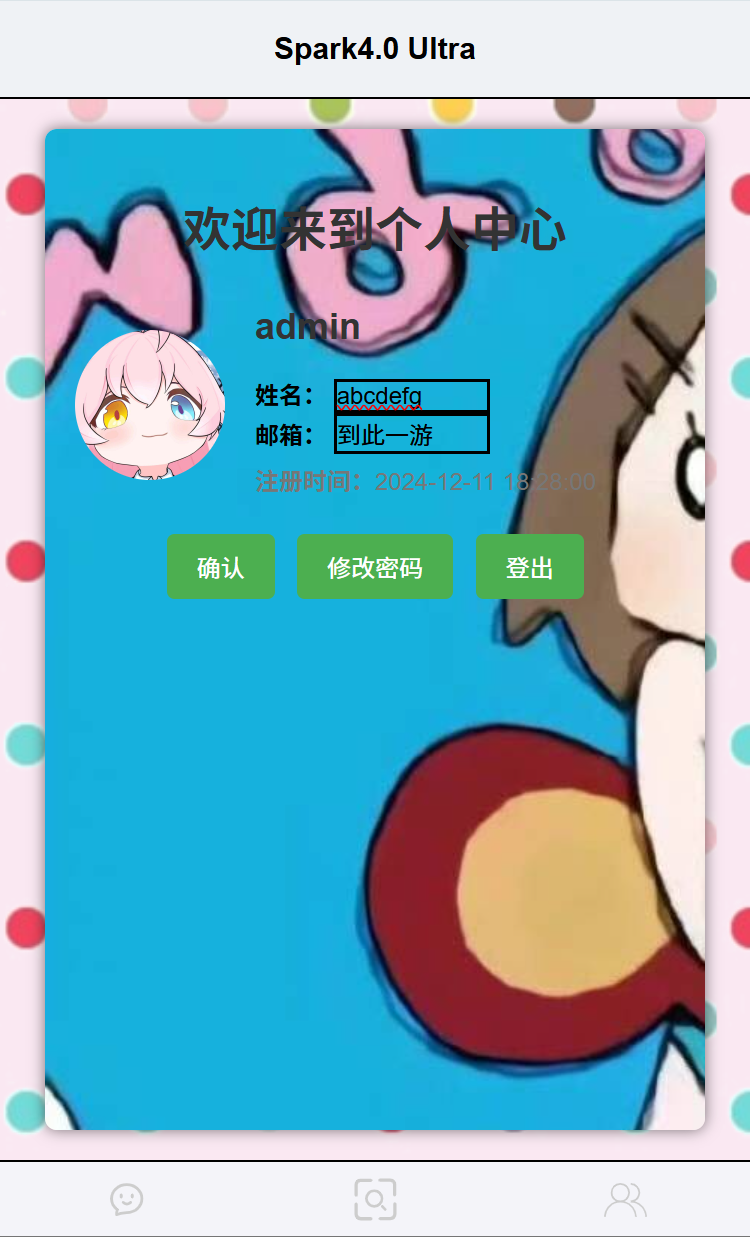 Spark4.0 Ultra
欢迎来到个人中心
admin
姓名： abcdefg
邮箱： 到此一游
注册时间：2024-12-11 18:28:00
确认 修改密码 登出